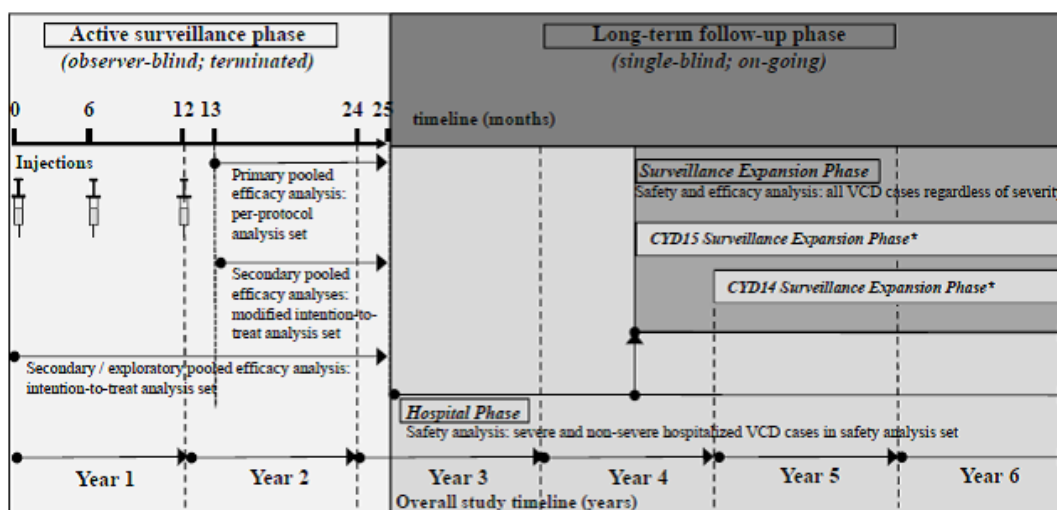 Active surveillance phase
(observer-blind; terminated)
Long-term follow-up phase
(single-blind; on-going)
0 6 12 13 24 25
timeline (months)
Injections
Primary pooled
efficacy analysis:
per-protocol
analysis set
Secondary pooled
efficacy analyses:
modified intention-to-
treat analysis set
Secondary / exploratory pooled efficacy analysis:
intention-to-treat analysis set
Surveillance Expansion Phase
Safety and efficacy analysis: all VCD cases regardless of severity
CYD15 Surveillance Expansion Phase*
CYD14 Surveillance Expansion Phase*
Hospital Phase
Safety analysis: severe and non-severe hospitalized VCD cases in safety analysis set
Year 1 Year 2 Year 3 Year 4 Year 5 Year 6
Overall study timeline (years)